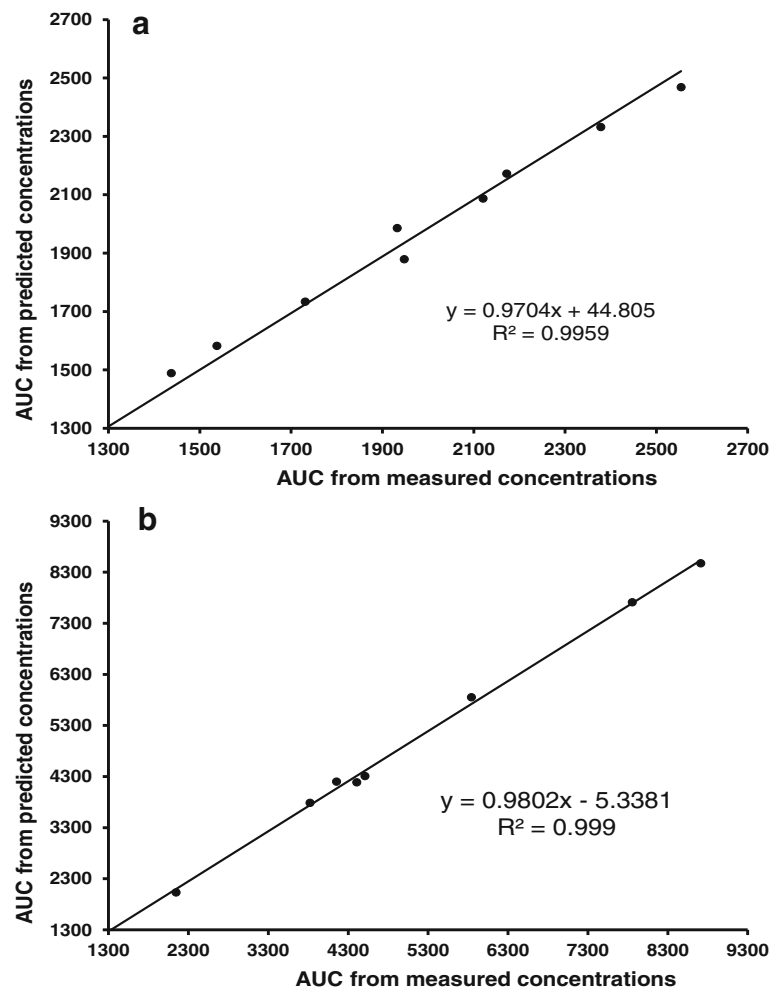 a
2700
2500
2300
2100
1900
1700
1500
1300
AUC from predicted concentrations
y = 0.9704x + 44.805
R² = 0.9959
1300 1500 1700 1900 2100 2300 2500 2700
AUC from measured concentrations
b
9300
8300
7300
6300
5300
4300
3300
2300
1300
AUC from predicted concentrations
y = 0.9802x - 5.3381
R² = 0.999
1300 2300 3300 4300 5300 6300 7300 8300 9300
AUC from measured concentrations